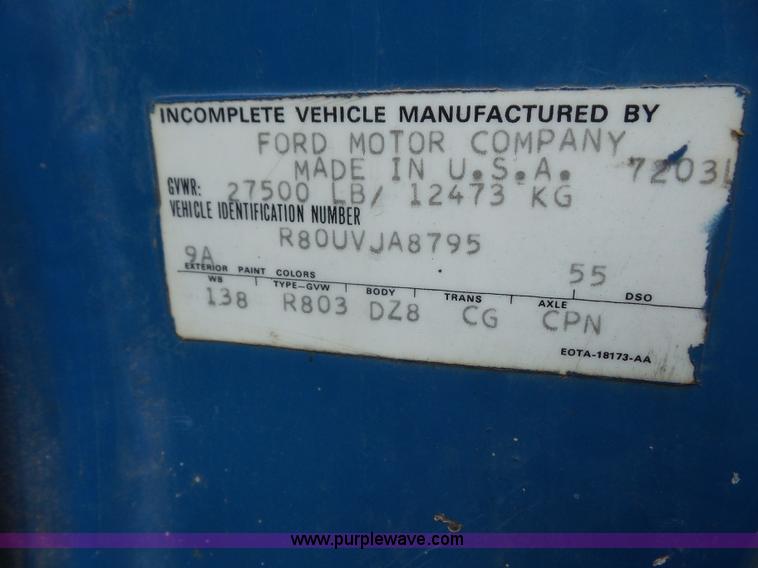 INCOMPLETE VEHICLE MANUFACTURED BY
FORD MOTOR COMPANY
MADE IN U.S.A. 7203L
GVWR: 27500 LB/ 12473 KG
VEHICLE IDENTIFICATION NUMBER
R80UVJA8795
9A 55
EXTERIOR PAINT COLORS DSO
WB TYPE-GVW BODY TRANS AXLE
138 R803 DZ8 CG CPN
EOTA-18173-AA
www.purplewave.com